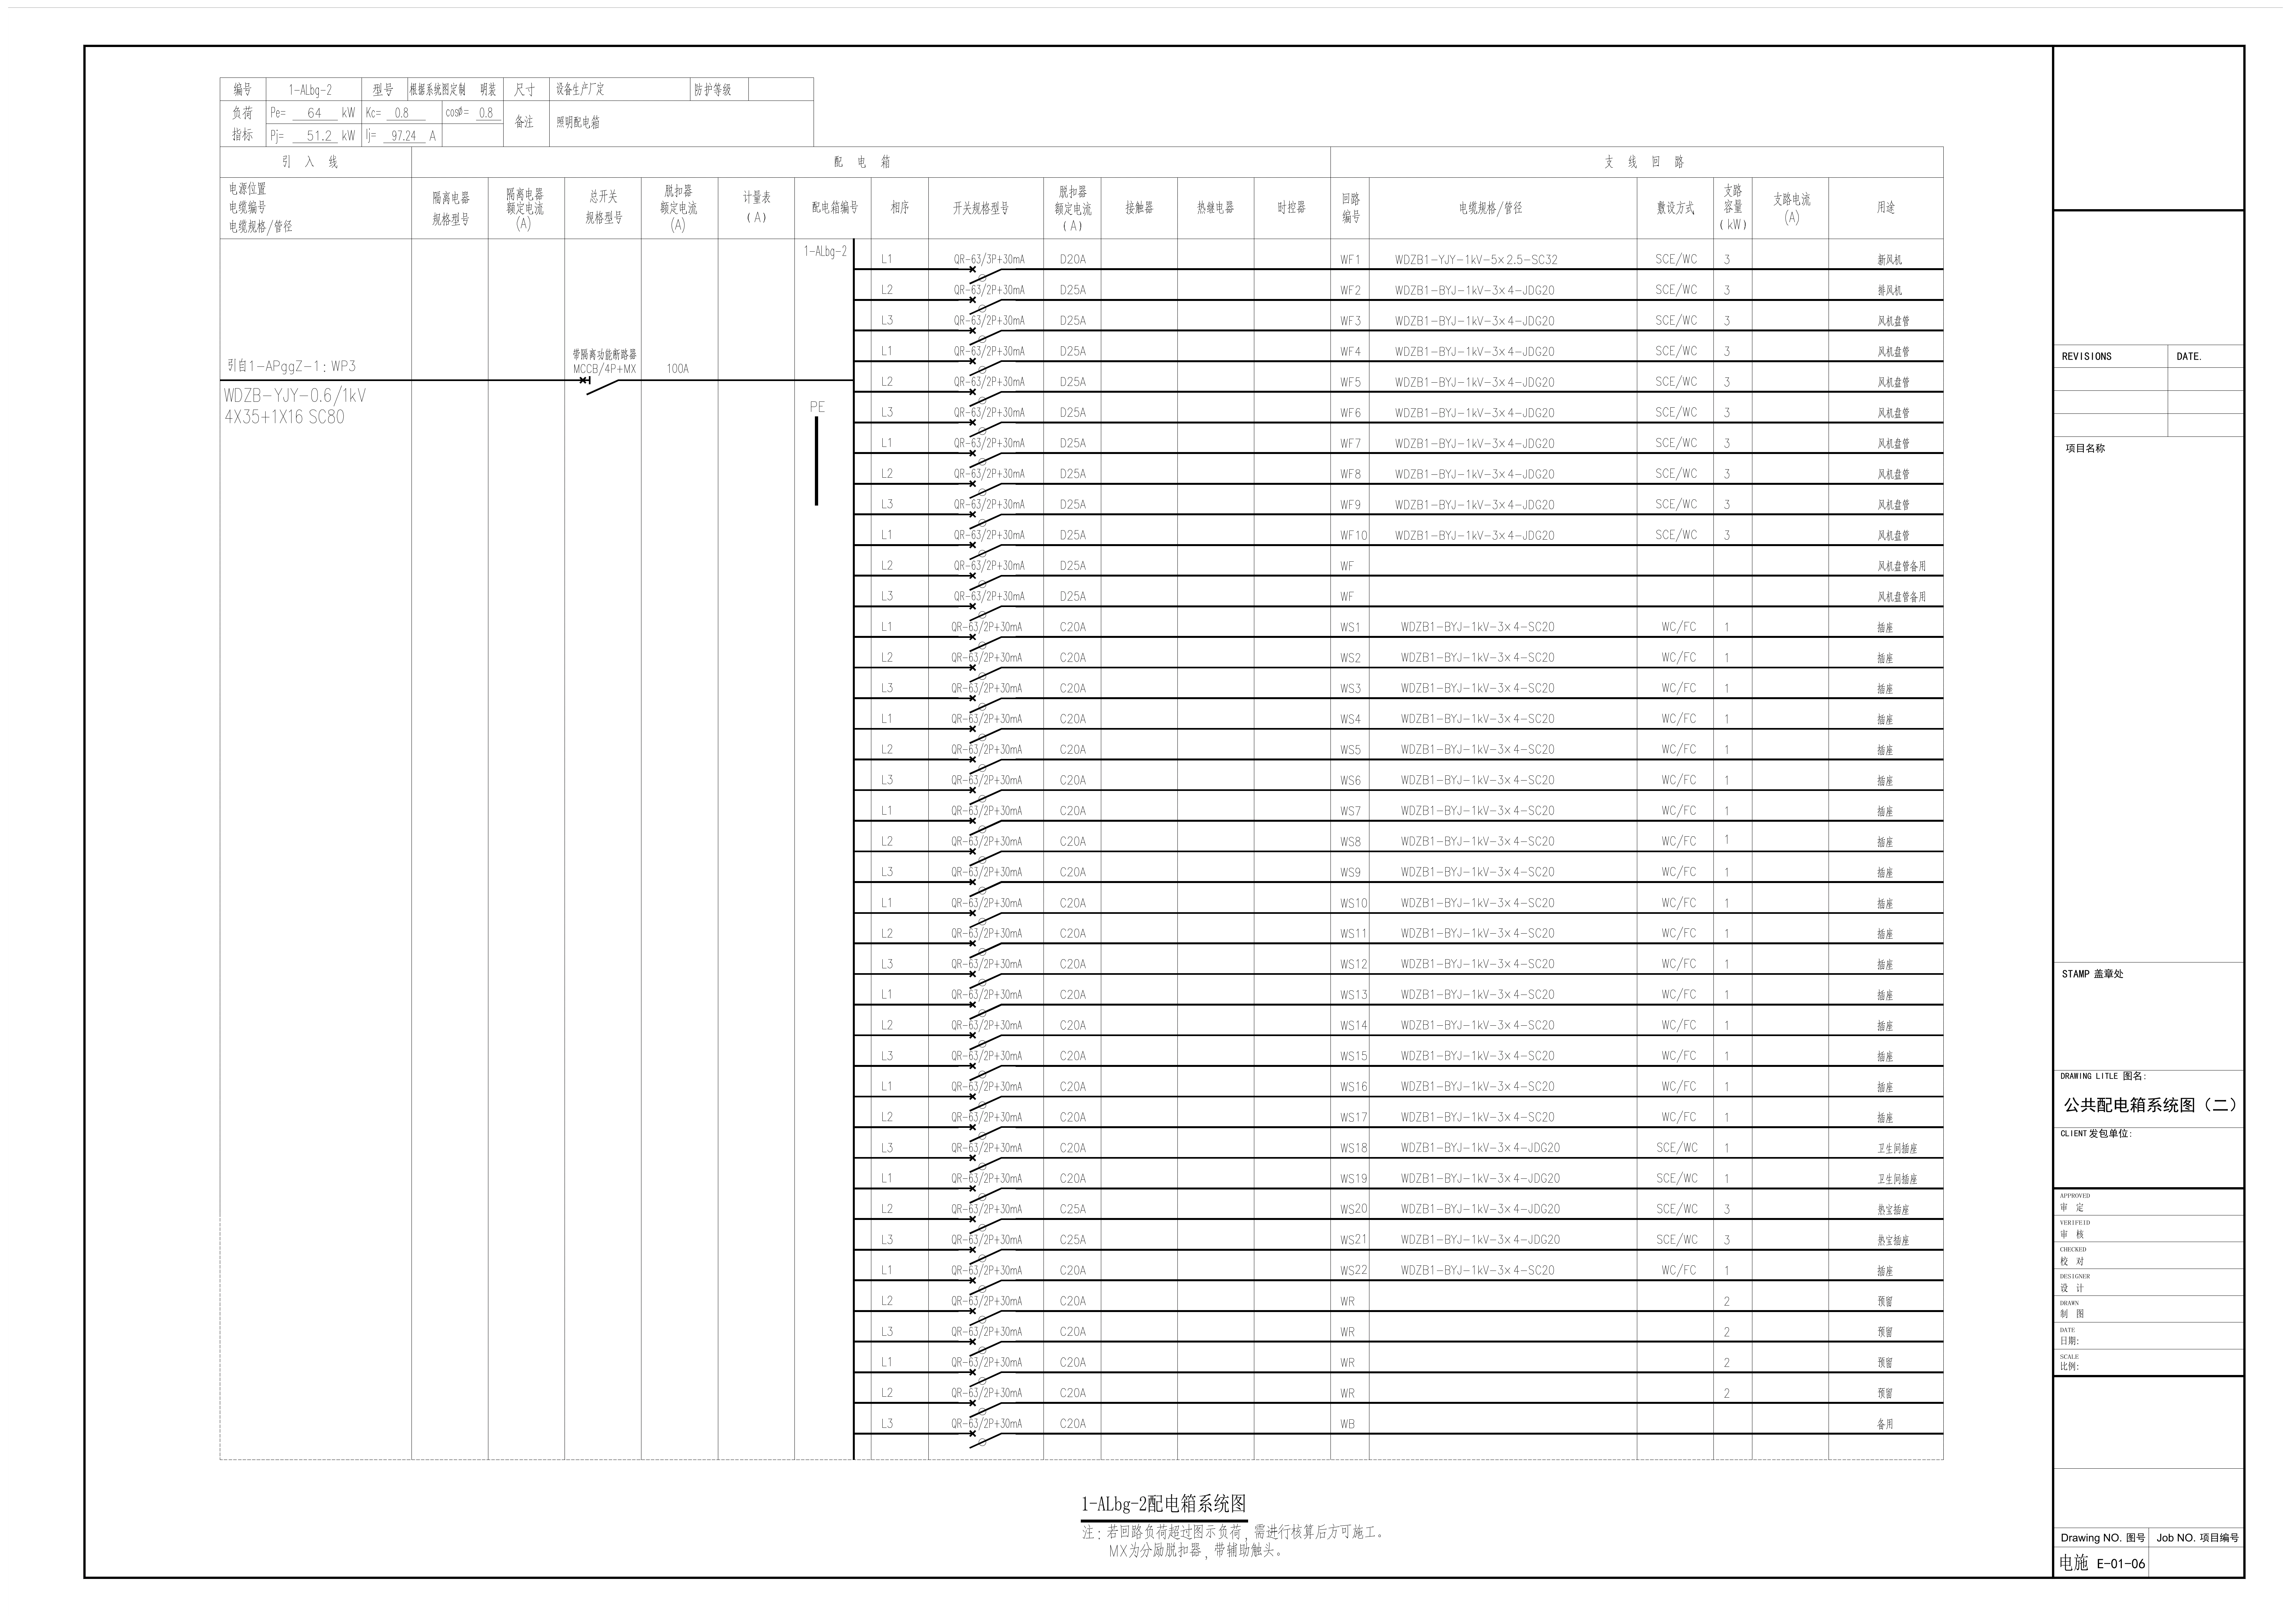 编号 1-ALbg-2 型号 根据系统图定制 明装 尺寸 设备生产厂定 防护等级
负荷 Pe= 64 kW Kc= 0.8 cosø= 0.8 备注 照明配电箱
指标 Pj= 51.2 kW Ij= 97.24 A
引 入 线 配 电 箱 支 线 回 路
电源位置
电缆编号
电缆规格/管径
隔离电器
规格型号
隔离电器
额定电流
(A)
总开关
规格型号
脱扣器
额定电流
(A)
计量表
(A)
配电箱编号
相序
开关规格型号
脱扣器
额定电流
(A)
接触器
热继电器
时控器
回路
编号
电缆规格/管径
敷设方式
支路
容量
(kW)
支路电流
(A)
用途
引自1-APggZ-1: WP3
WDZB-YJY-0.6/1kV
4X35+1X16 SC80
带隔离功能断路器
MCCB/4P+MX
100A
1-ALbg-2
PE
L1 QR-63/3P+30mA D20A WF1 WDZB1-YJY-1kV-5×2.5-SC32 SCE/WC 3 新风机
L2 QR-63/2P+30mA D25A WF2 WDZB1-BYJ-1kV-3×4-JDG20 SCE/WC 3 排风机
L3 QR-63/2P+30mA D25A WF3 WDZB1-BYJ-1kV-3×4-JDG20 SCE/WC 3 风机盘管
L1 QR-63/2P+30mA D25A WF4 WDZB1-BYJ-1kV-3×4-JDG20 SCE/WC 3 风机盘管
L2 QR-63/2P+30mA D25A WF5 WDZB1-BYJ-1kV-3×4-JDG20 SCE/WC 3 风机盘管
L3 QR-63/2P+30mA D25A WF6 WDZB1-BYJ-1kV-3×4-JDG20 SCE/WC 3 风机盘管
L1 QR-63/2P+30mA D25A WF7 WDZB1-BYJ-1kV-3×4-JDG20 SCE/WC 3 风机盘管
L2 QR-63/2P+30mA D25A WF8 WDZB1-BYJ-1kV-3×4-JDG20 SCE/WC 3 风机盘管
L3 QR-63/2P+30mA D25A WF9 WDZB1-BYJ-1kV-3×4-JDG20 SCE/WC 3 风机盘管
L1 QR-63/2P+30mA D25A WF10 WDZB1-BYJ-1kV-3×4-JDG20 SCE/WC 3 风机盘管
L2 QR-63/2P+30mA D25A WF 风机盘管备用
L3 QR-63/2P+30mA D25A WF 风机盘管备用
L1 QR-63/2P+30mA C20A WS1 WDZB1-BYJ-1kV-3×4-SC20 WC/FC 1 插座
L2 QR-63/2P+30mA C20A WS2 WDZB1-BYJ-1kV-3×4-SC20 WC/FC 1 插座
L3 QR-63/2P+30mA C20A WS3 WDZB1-BYJ-1kV-3×4-SC20 WC/FC 1 插座
L1 QR-63/2P+30mA C20A WS4 WDZB1-BYJ-1kV-3×4-SC20 WC/FC 1 插座
L2 QR-63/2P+30mA C20A WS5 WDZB1-BYJ-1kV-3×4-SC20 WC/FC 1 插座
L3 QR-63/2P+30mA C20A WS6 WDZB1-BYJ-1kV-3×4-SC20 WC/FC 1 插座
L1 QR-63/2P+30mA C20A WS7 WDZB1-BYJ-1kV-3×4-SC20 WC/FC 1 插座
L2 QR-63/2P+30mA C20A WS8 WDZB1-BYJ-1kV-3×4-SC20 WC/FC 1 插座
L3 QR-63/2P+30mA C20A WS9 WDZB1-BYJ-1kV-3×4-SC20 WC/FC 1 插座
L1 QR-63/2P+30mA C20A WS10 WDZB1-BYJ-1kV-3×4-SC20 WC/FC 1 插座
L2 QR-63/2P+30mA C20A WS11 WDZB1-BYJ-1kV-3×4-SC20 WC/FC 1 插座
L3 QR-63/2P+30mA C20A WS12 WDZB1-BYJ-1kV-3×4-SC20 WC/FC 1 插座
L1 QR-63/2P+30mA C20A WS13 WDZB1-BYJ-1kV-3×4-SC20 WC/FC 1 插座
L2 QR-63/2P+30mA C20A WS14 WDZB1-BYJ-1kV-3×4-SC20 WC/FC 1 插座
L3 QR-63/2P+30mA C20A WS15 WDZB1-BYJ-1kV-3×4-SC20 WC/FC 1 插座
L1 QR-63/2P+30mA C20A WS16 WDZB1-BYJ-1kV-3×4-SC20 WC/FC 1 插座
L2 QR-63/2P+30mA C20A WS17 WDZB1-BYJ-1kV-3×4-SC20 WC/FC 1 插座
L3 QR-63/2P+30mA C20A WS18 WDZB1-BYJ-1kV-3×4-JDG20 SCE/WC 1 卫生间插座
L1 QR-63/2P+30mA C20A WS19 WDZB1-BYJ-1kV-3×4-JDG20 SCE/WC 1 卫生间插座
L2 QR-63/2P+30mA C25A WS20 WDZB1-BYJ-1kV-3×4-JDG20 SCE/WC 3 热宝插座
L3 QR-63/2P+30mA C25A WS21 WDZB1-BYJ-1kV-3×4-JDG20 SCE/WC 3 热宝插座
L1 QR-63/2P+30mA C20A WS22 WDZB1-BYJ-1kV-3×4-SC20 WC/FC 1 插座
L2 QR-63/2P+30mA C20A WR 2 预留
L3 QR-63/2P+30mA C20A WR 2 预留
L1 QR-63/2P+30mA C20A WR 2 预留
L2 QR-63/2P+30mA C20A WR 2 预留
L3 QR-63/2P+30mA C20A WB 备用
1-ALbg-2配电箱系统图
注：若回路负荷超过图示负荷，需进行核算后方可施工。
MX为分励脱扣器，带辅助触头。
REVISIONS DATE.
项目名称
STAMP 盖章处
DRAWING LITLE 图名:
公共配电箱系统图（二）
CLIENT 发包单位:
APPROVED
审 定
VERIFEID
审 核
CHECKED
校 对
DESIGNER
设 计
DRAWN
制 图
DATE
日期:
SCALE
比例:
Drawing NO. 图号 Job NO. 项目编号
电施 E-01-06